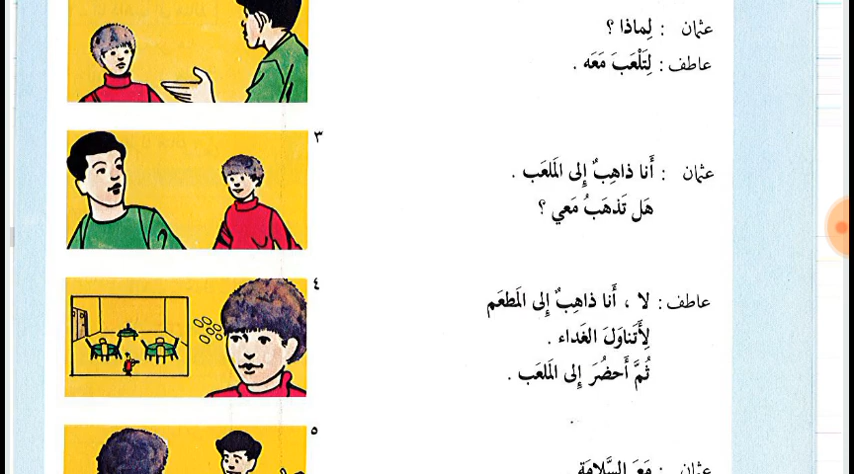 عثمان : لِماذا ؟
عاطف : لِتَلْعَبَ مَعَه .
٣
عثمان : أَنا ذاهِبٌ إِلى المَلعَب .
هَل تَذهَبُ مَعي ؟
٤
عاطف : لا ، أَنا ذاهِبٌ إِلى المَطعَم
لِأَتَناوَلَ الغَداء .
ثُمَّ أَحضُرَ إِلى المَلعَب .
٥
عثمان : مَعَ السَّلامَة .